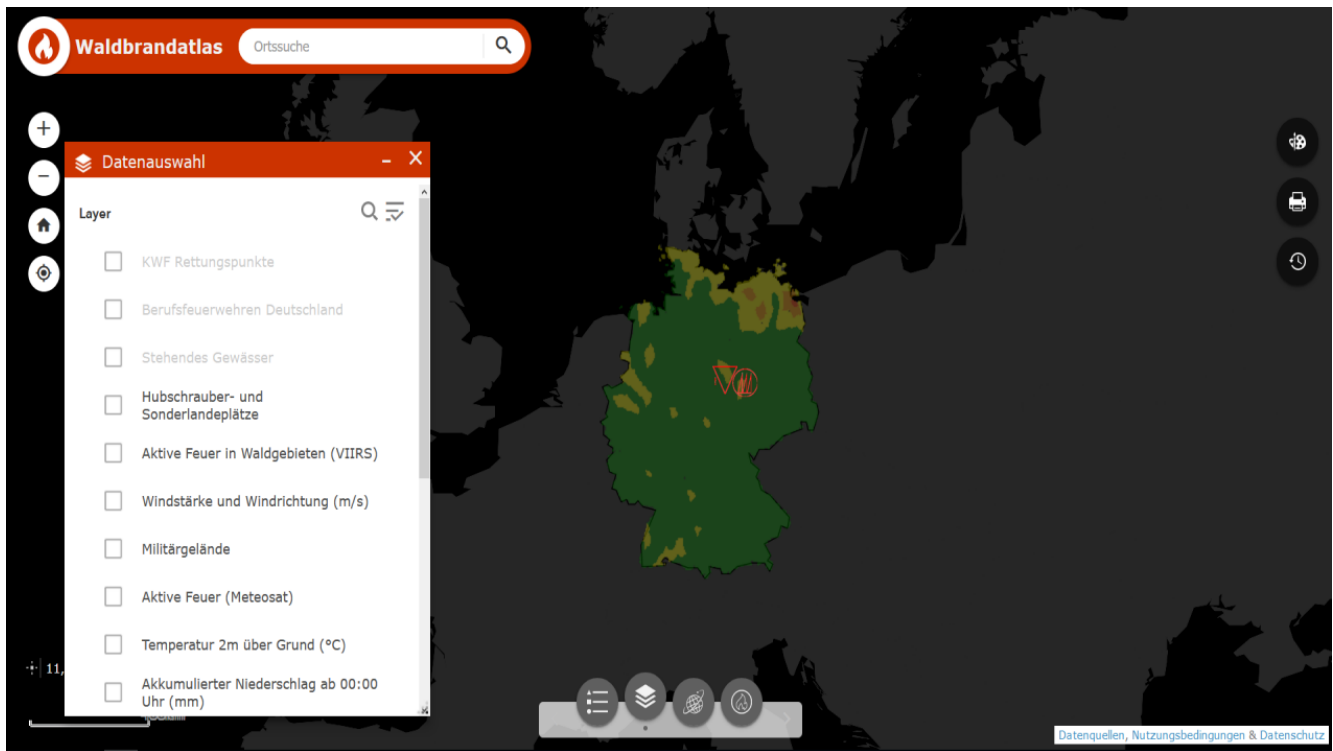 Waldbrandatlas
Ortssuche
Datenauswahl
Layer
KWF Rettungspunkte
Berufsfeuerwehren Deutschland
Stehendes Gewässer
Hubschrauber- und
Sonderlandeplätze
Aktive Feuer in Waldgebieten (VIIRS)
Windstärke und Windrichtung (m/s)
Militärgelände
Aktive Feuer (Meteosat)
Temperatur 2m über Grund (°C)
Akkumulierter Niederschlag ab 00:00
Uhr (mm)
11,
Datenquellen, Nutzungsbedingungen & Datenschutz